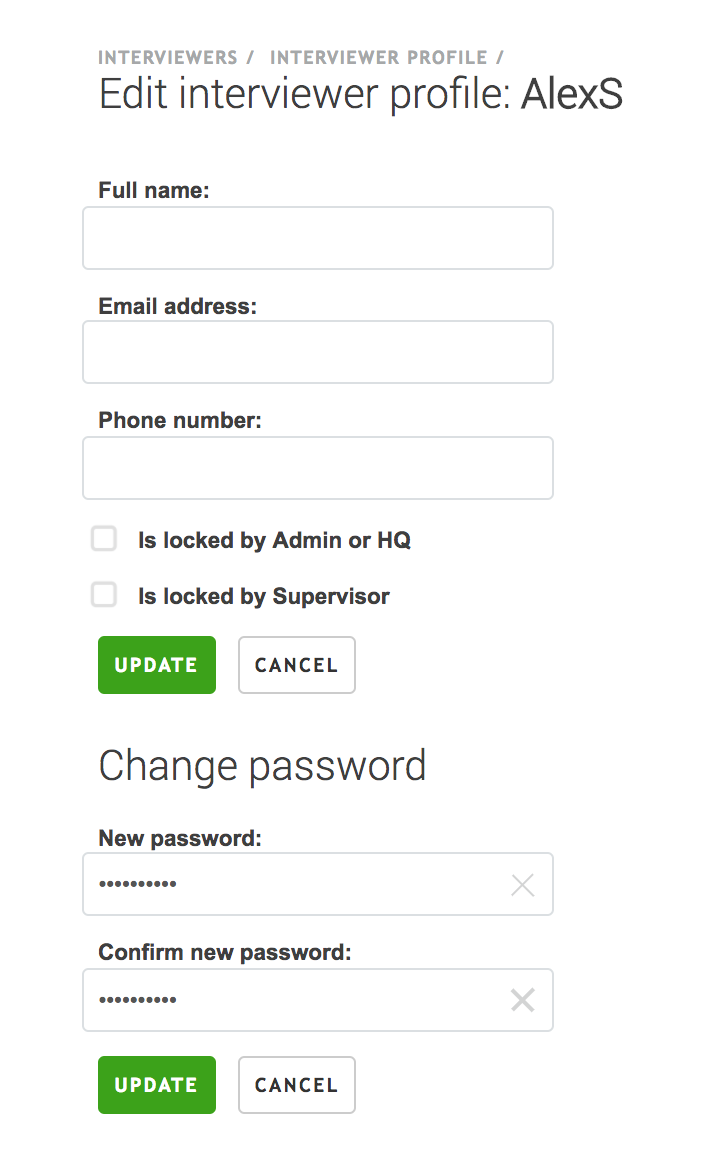 INTERVIEWERS / INTERVIEWER PROFILE /
Edit interviewer profile: AlexS
Full name:
Email address:
Phone number:
Is locked by Admin or HQ
Is locked by Supervisor
UPDATE CANCEL
Change password
New password:
••••••••••
Confirm new password:
••••••••••
UPDATE CANCEL